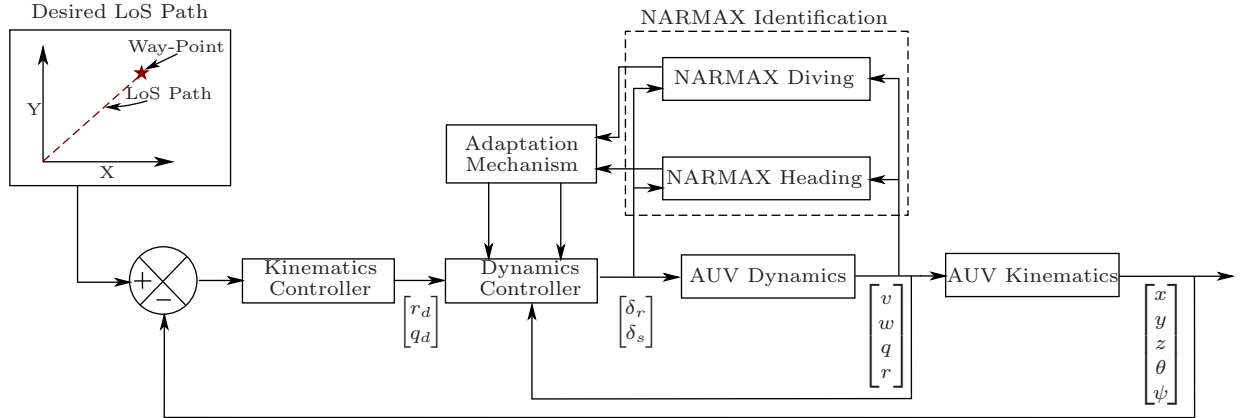 Desired LoS Path
Way-Point
LoS Path
Y
X
NARMAX Identification
NARMAX Diving
NARMAX Heading
Adaptation
Mechanism
+
−
Kinematics
Controller
r_d
q_d
Dynamics
Controller
δ_r
δ_s
AUV Dynamics
v
w
q
r
AUV Kinematics
x
y
z
θ
ψ